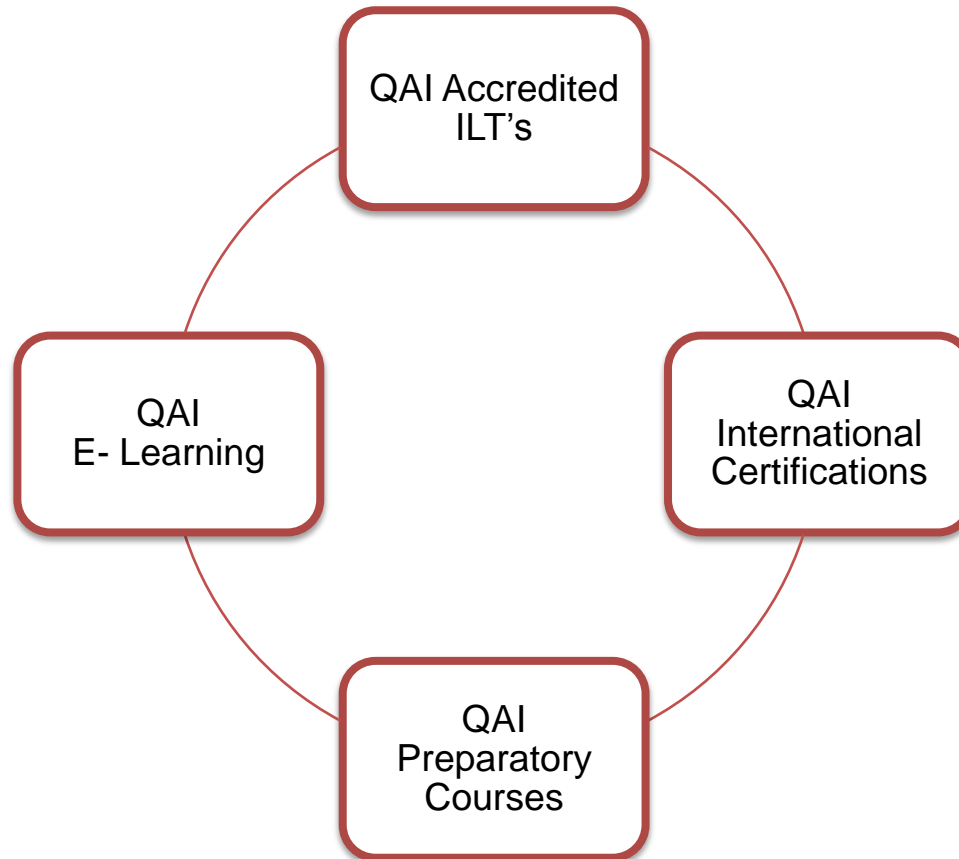 QAI Accredited
ILT’s
QAI
E- Learning
QAI
International
Certifications
QAI
Preparatory
Courses